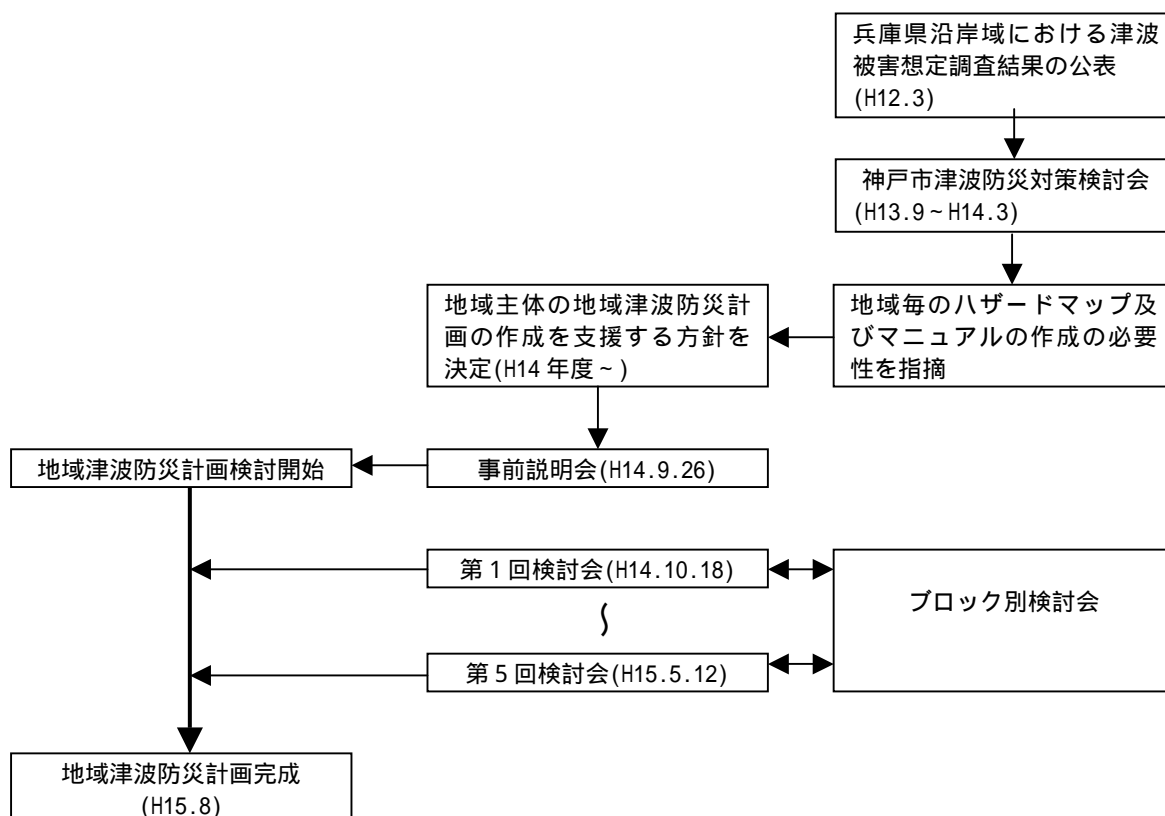 兵庫県沿岸域における津波
被害想定調査結果の公表
(H12.3)
神戸市津波防災対策検討会
(H13.9~H14.3)
地域毎のハザードマップ及
びマニュアルの作成の必要
性を指摘
地域主体の地域津波防災計
画の作成を支援する方針を
決定(H14年度~)
事前説明会(H14.9.26)
地域津波防災計画検討開始
第1回検討会(H14.10.18)
~
第5回検討会(H15.5.12)
ブロック別検討会
地域津波防災計画完成
(H15.8)